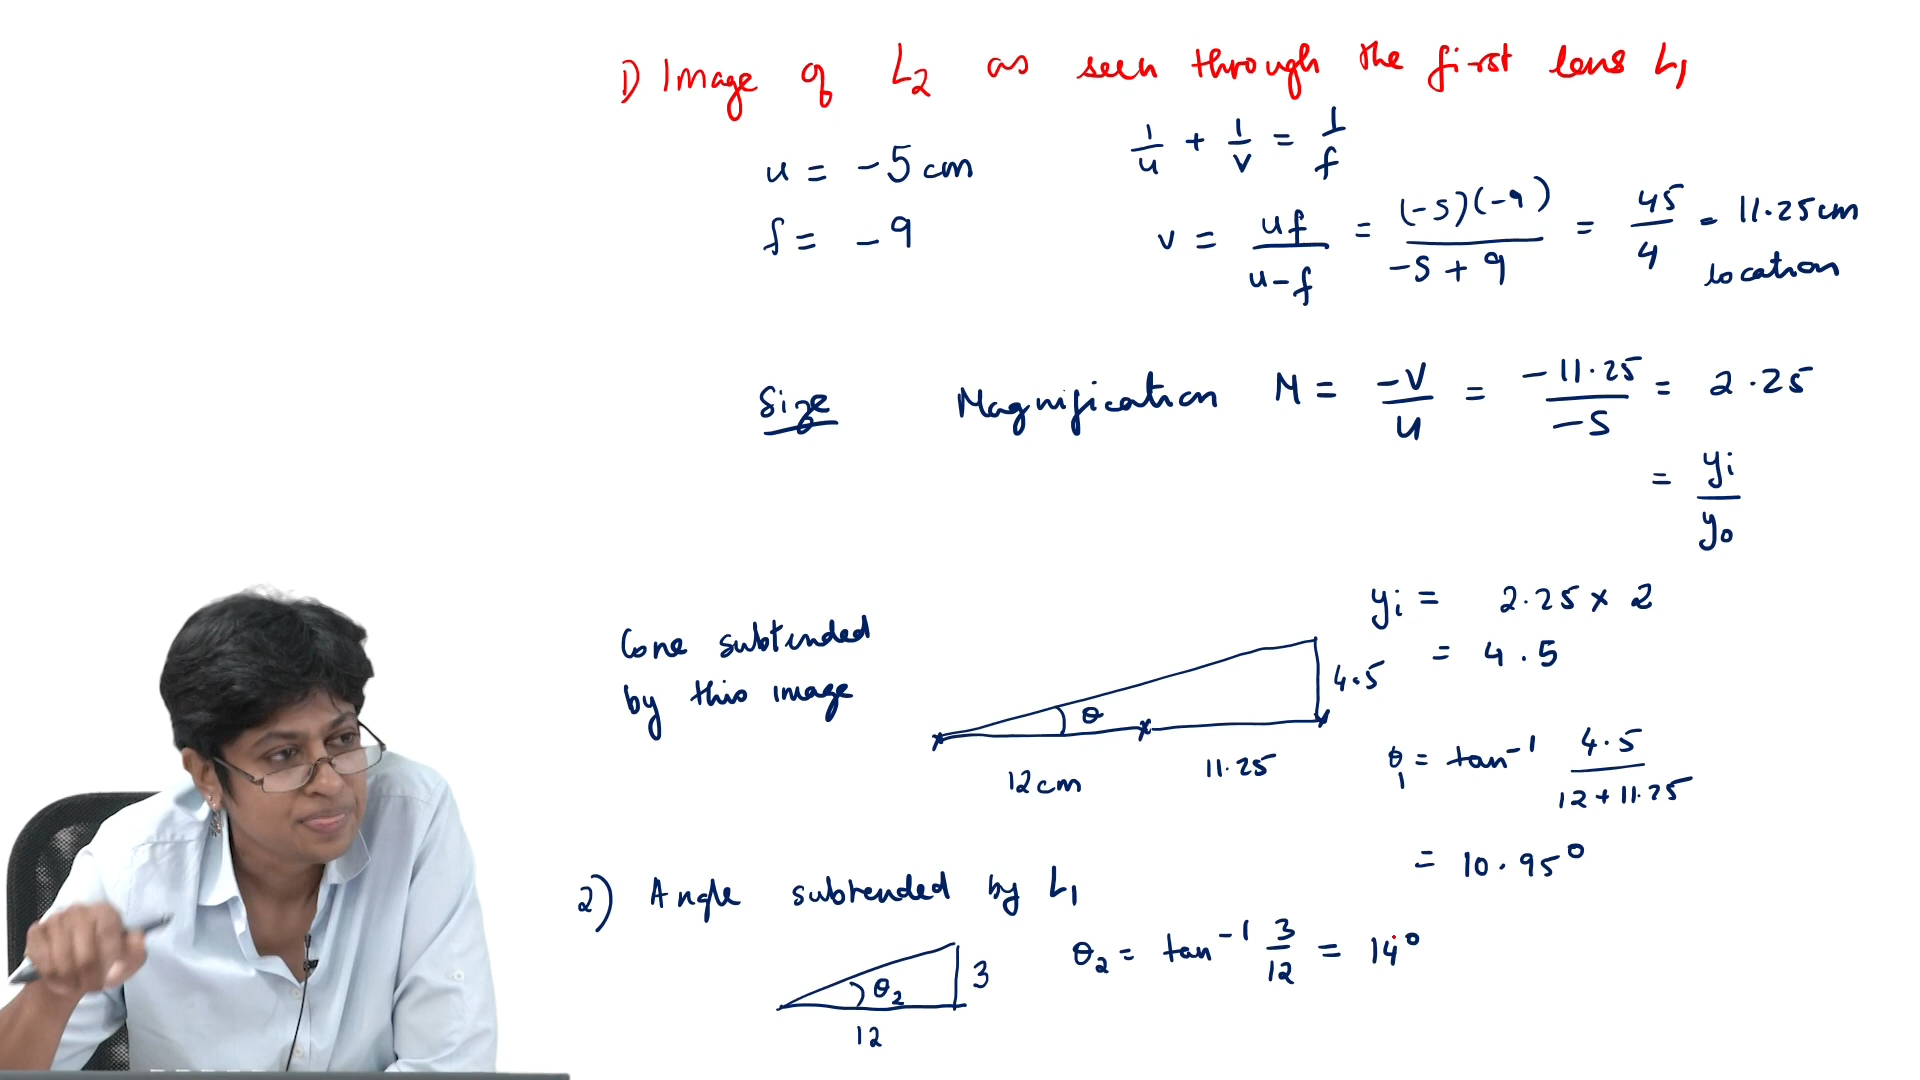 1) Image of L2 as seen through the first lens L1
u = -5 cm
1/u + 1/v = 1/f
f = -9
v = uf/(u-f) = (-5)(-9)/(-5+9) = 45/4 = 11.25cm
location
Size Magnification M = -v/u = -11.25/-5 = 2.25
= yi/yo
yi = 2.25 x 2
= 4.5
Cone subtended
by this image
θ
4.5
12cm
11.25
θ1 = tan-1 4.5/(12+11.25)
= 10.95°
2) Angle subtended by L1
θ2 = tan-1 3/12 = 14°
θ2
3
12